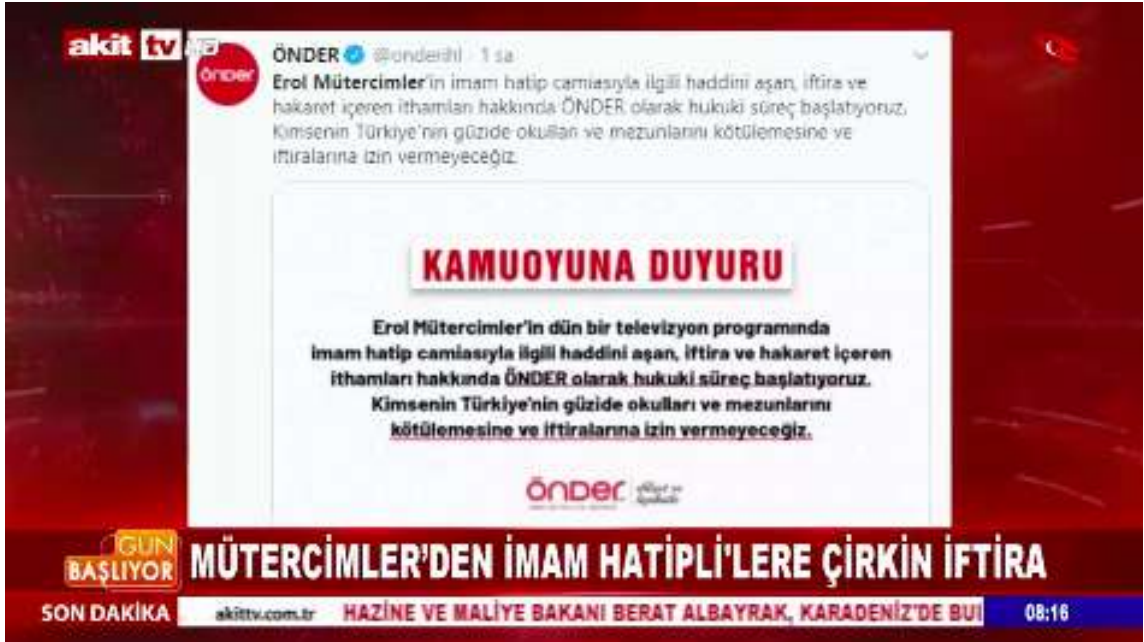 akit tv
ÖNDER @onderihl · 1 sa
önder
Erol Mütercimler'in imam hatip camiasıyla ilgili haddini aşan, iftira ve
hakaret içeren ithamları hakkında ÖNDER olarak hukuki süreç başlatıyoruz.
Kimsenin Türkiye'nin güzide okulları ve mezunlarını kötülemesine ve
iftiralarına izin vermeyeceğiz.
KAMUOYUNA DUYURU
Erol Mütercimler'in dün bir televizyon programında
imam hatip camiasıyla ilgili haddini aşan, iftira ve hakaret içeren
ithamları hakkında ÖNDER olarak hukuki süreç başlatıyoruz.
Kimsenin Türkiye'nin güzide okulları ve mezunlarını
kötülemesine ve iftiralarına izin vermeyeceğiz.
önder
GÜN
BAŞLIYOR
MÜTERCİMLER'DEN İMAM HATİPLİ'LERE ÇİRKİN İFTİRA
SON DAKİKA akittv.com.tr HAZİNE VE MALİYE BAKANI BERAT ALBAYRAK, KARADENİZ'DE BU 08:16